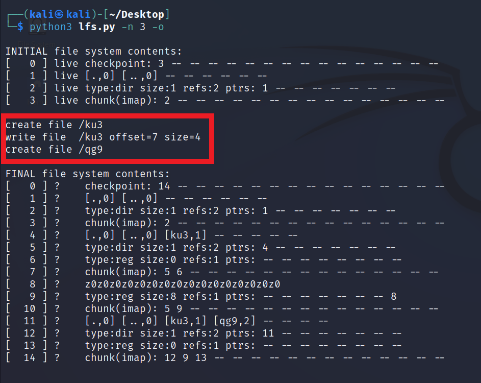 ┌──(kali㉿kali)-[~/Desktop]
└─$ python3 lfs.py -n 3 -o
INITIAL file system contents:
[   0 ] live checkpoint: 3 -- -- -- -- -- -- -- -- -- -- -- -- -- -- --
[   1 ] live [.,0] [..,0] -- -- -- -- -- --
[   2 ] live type:dir size:1 refs:2 ptrs: 1 -- -- -- -- -- -- --
[   3 ] live chunk(imap): 2 -- -- -- -- -- -- -- -- -- -- -- -- -- -- --
create file /ku3
write file  /ku3 offset=7 size=4
create file /qg9
FINAL file system contents:
[   0 ] ?    checkpoint: 14 -- -- -- -- -- -- -- -- -- -- -- -- -- -- --
[   1 ] ?    [.,0] [..,0] -- -- -- -- -- --
[   2 ] ?    type:dir size:1 refs:2 ptrs: 1 -- -- -- -- -- -- --
[   3 ] ?    chunk(imap): 2 -- -- -- -- -- -- -- -- -- -- -- -- -- -- --
[   4 ] ?    [.,0] [..,0] [ku3,1] -- -- -- -- --
[   5 ] ?    type:dir size:1 refs:2 ptrs: 4 -- -- -- -- -- -- --
[   6 ] ?    type:reg size:0 refs:1 ptrs: -- -- -- -- -- -- -- --
[   7 ] ?    chunk(imap): 5 6 -- -- -- -- -- -- -- -- -- -- -- -- -- --
[   8 ] ?    z0z0z0z0z0z0z0z0z0z0z0z0z0z0z0z0
[   9 ] ?    type:reg size:8 refs:1 ptrs: -- -- -- -- -- -- -- 8
[  10 ] ?    chunk(imap): 5 9 -- -- -- -- -- -- -- -- -- -- -- -- -- --
[  11 ] ?    [.,0] [..,0] [ku3,1] [qg9,2] -- -- -- --
[  12 ] ?    type:dir size:1 refs:2 ptrs: 11 -- -- -- -- -- -- --
[  13 ] ?    type:reg size:0 refs:1 ptrs: -- -- -- -- -- -- -- --
[  14 ] ?    chunk(imap): 12 9 13 -- -- -- -- -- -- -- -- -- -- -- -- --